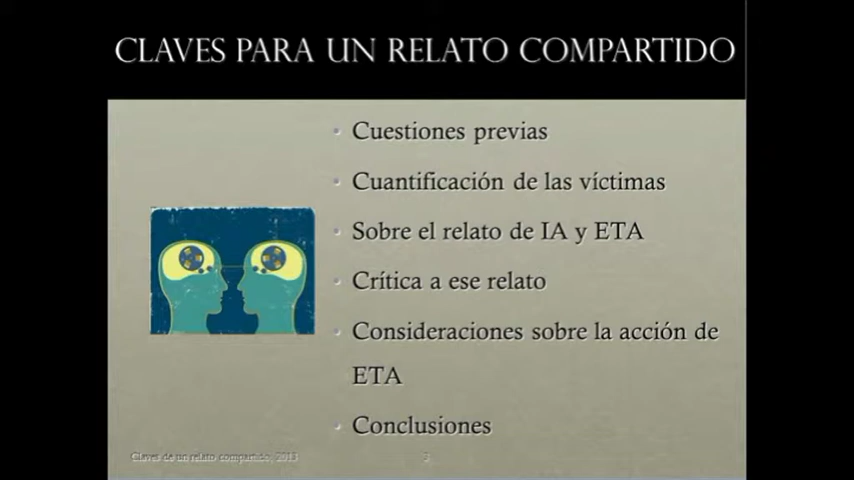 CLAVES PARA UN RELATO COMPARTIDO
• Cuestiones previas
• Cuantificación de las víctimas
• Sobre el relato de IA y ETA
• Crítica a ese relato
• Consideraciones sobre la acción de
ETA
• Conclusiones
Claves de un relato compartido, 2013
3